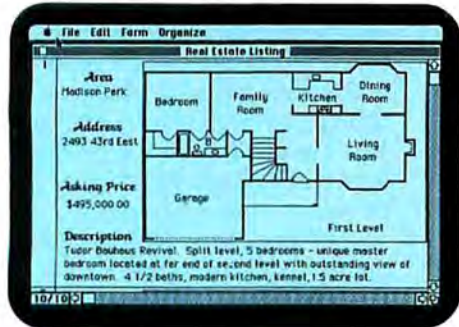 File Edit Form Organize
Real Estate Listing
1
Area
Madison Park
Address
2493 43rd East
Asking Price
$495,000.00
Description
Tudor Bauhaus Revival. Split level, 5 bedrooms - unique master
bedroom located at far end of second level with outstanding view of
downtown. 4 1/2 baths, modern kitchen, kennel, 1.5 acre lot.
Bedroom
Family
Room
Kitchen
Dining
Room
Living
Room
Garage
First Level
10/10